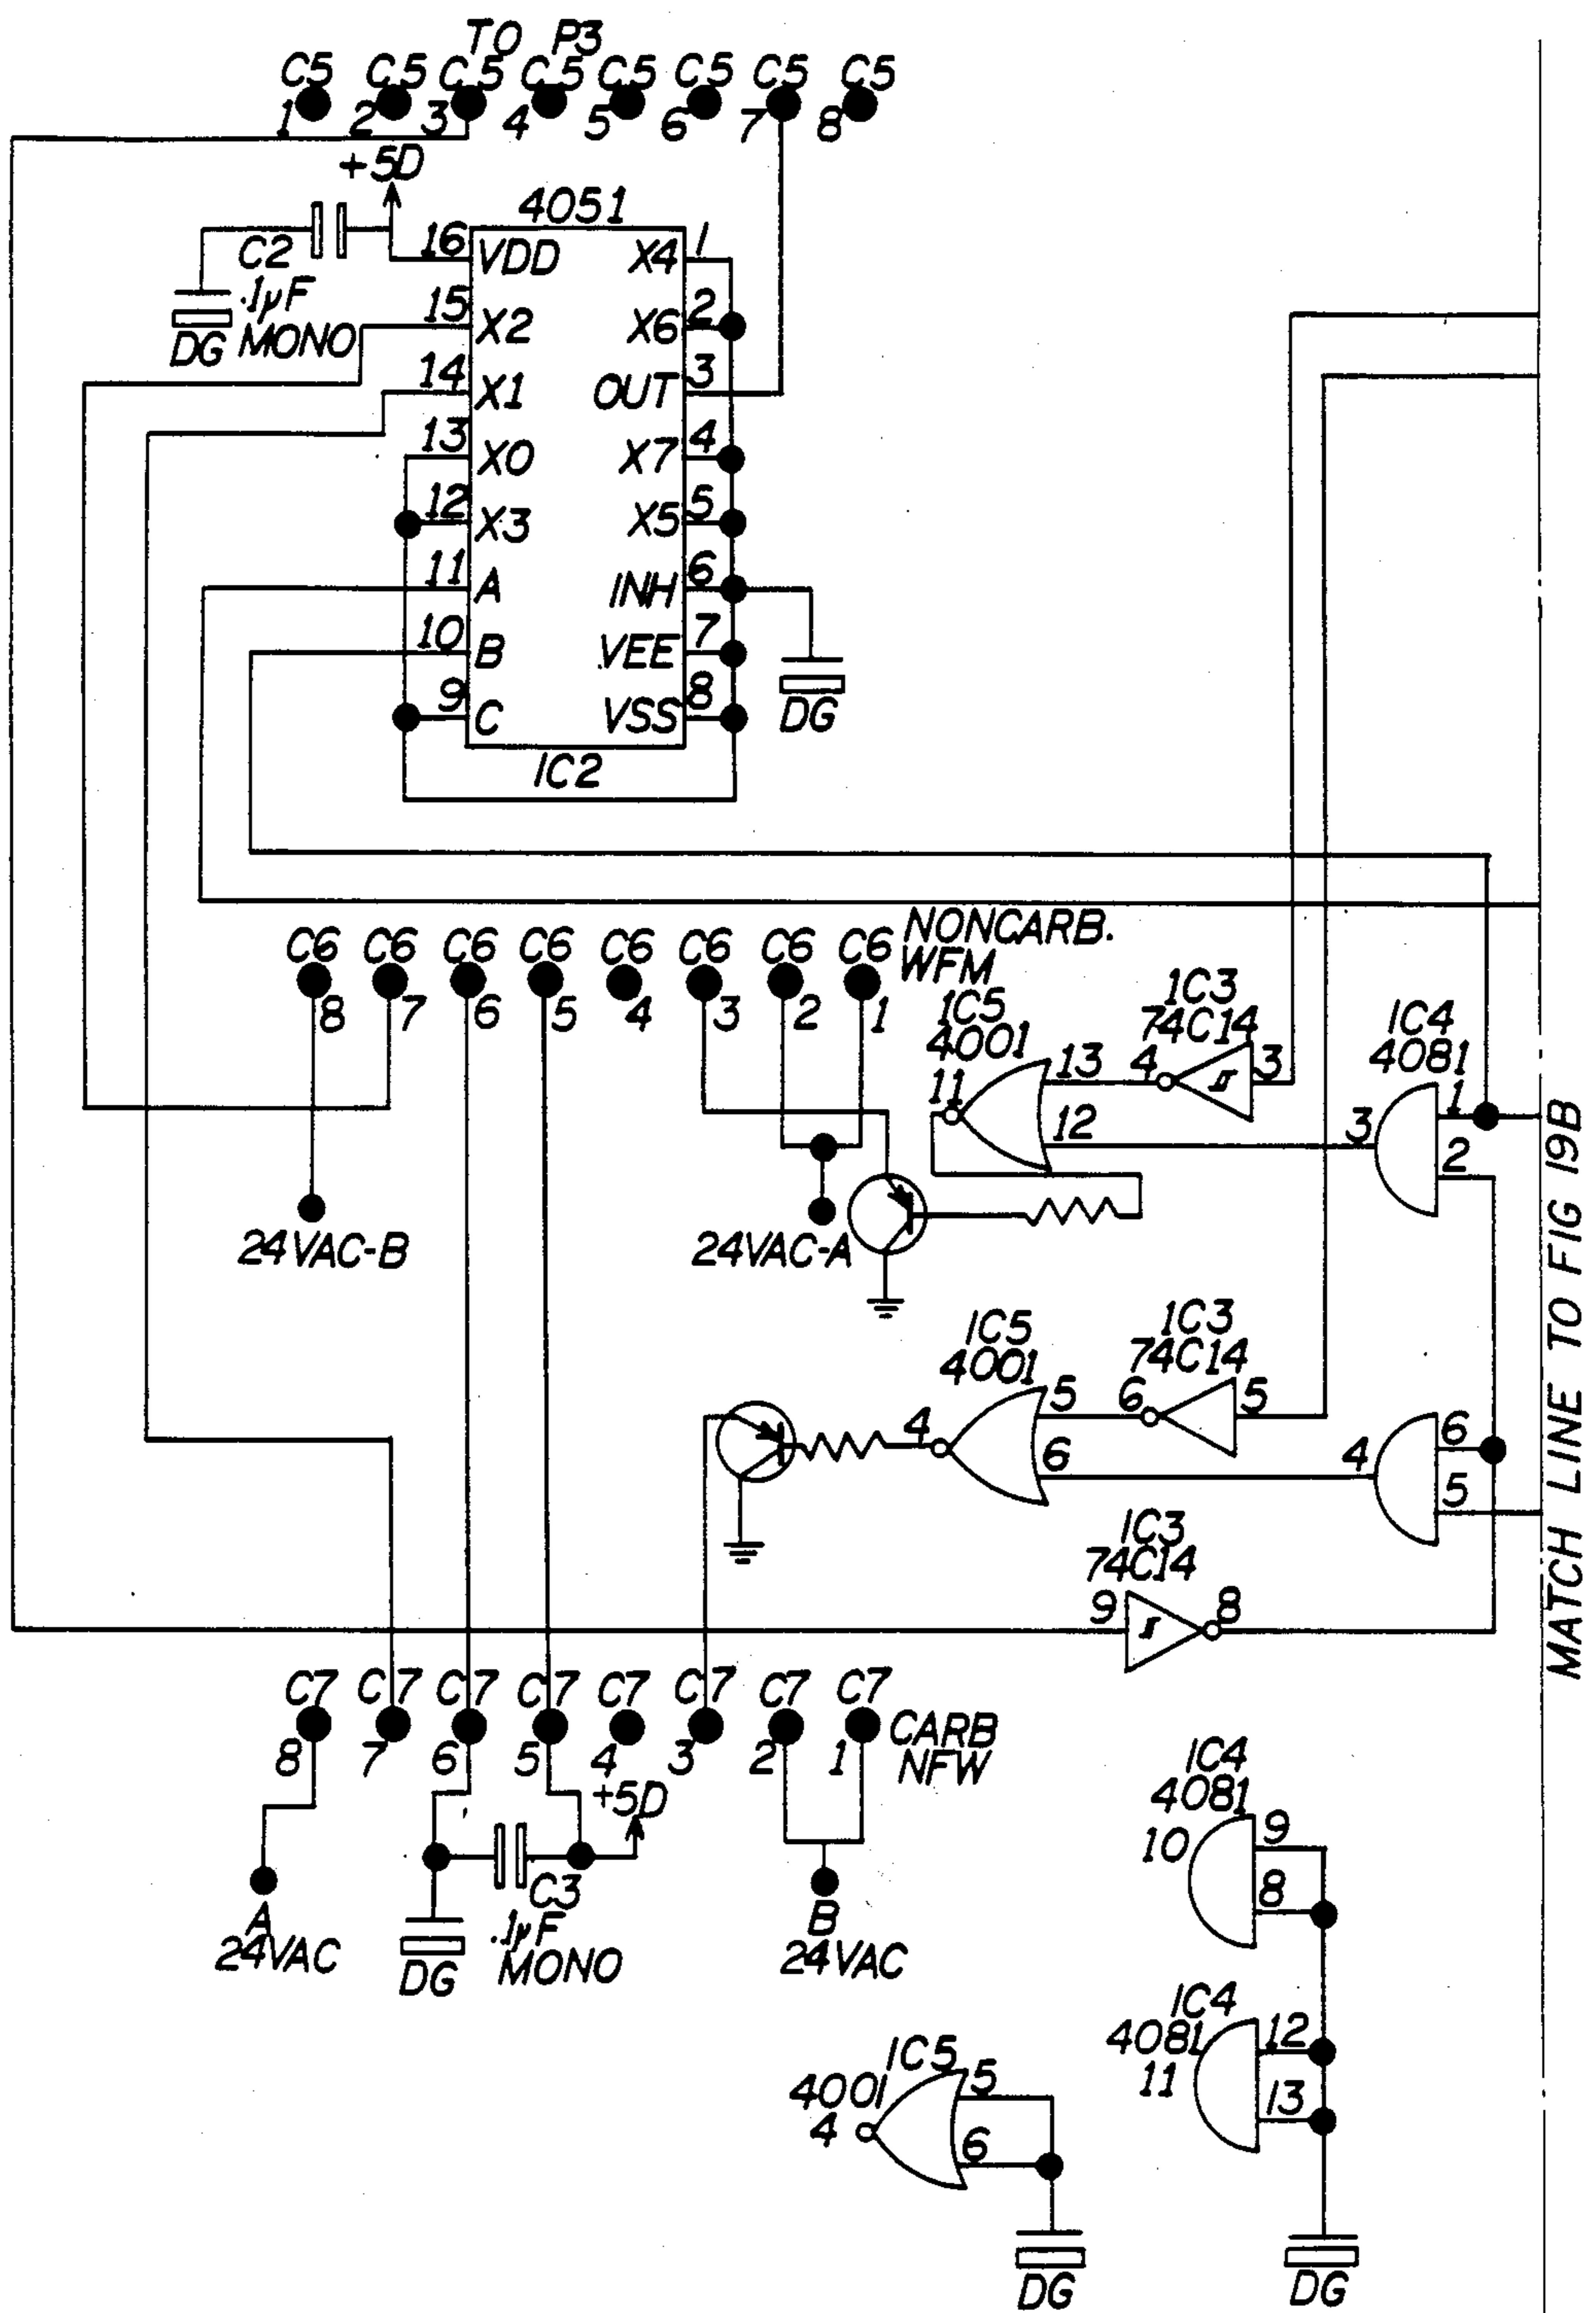 TO P3
C5 C5 C5 C5 C5 C5 C5 C5
1 2 3 4 5 6 7 8
+5D
4051
C2
.1µF
MONO
DG
16 VDD X4 1
15 X2 X6 2
14 X1 OUT 3
13 X0 X7 4
12 X3 X5 5
11 A INH 6
10 B VEE 7
9 C VSS 8
DG
IC2
NONCARB.
WFM
C6 C6 C6 C6 C6 C6 C6 C6
8 7 6 5 4 3 2 1
IC5
4001
11
13
12
IC3
74C14
4
3
IC4
4081
3
1
2
24VAC-B
24VAC-A
IC5
4001
4
5
6
IC3
74C14
6
5
4
6
5
IC3
74C14
9
8
MATCH LINE TO FIG 19B
C7 C7 C7 C7 C7 C7 C7 C7
8 7 6 5 4 3 2 1
CARB
NFW
+5D
A
24VAC
DG
C3
.1µF
MONO
B
24VAC
IC4
4081
10
9
8
IC4
4081
11
12
13
DG
IC5
4001
4
5
6
DG